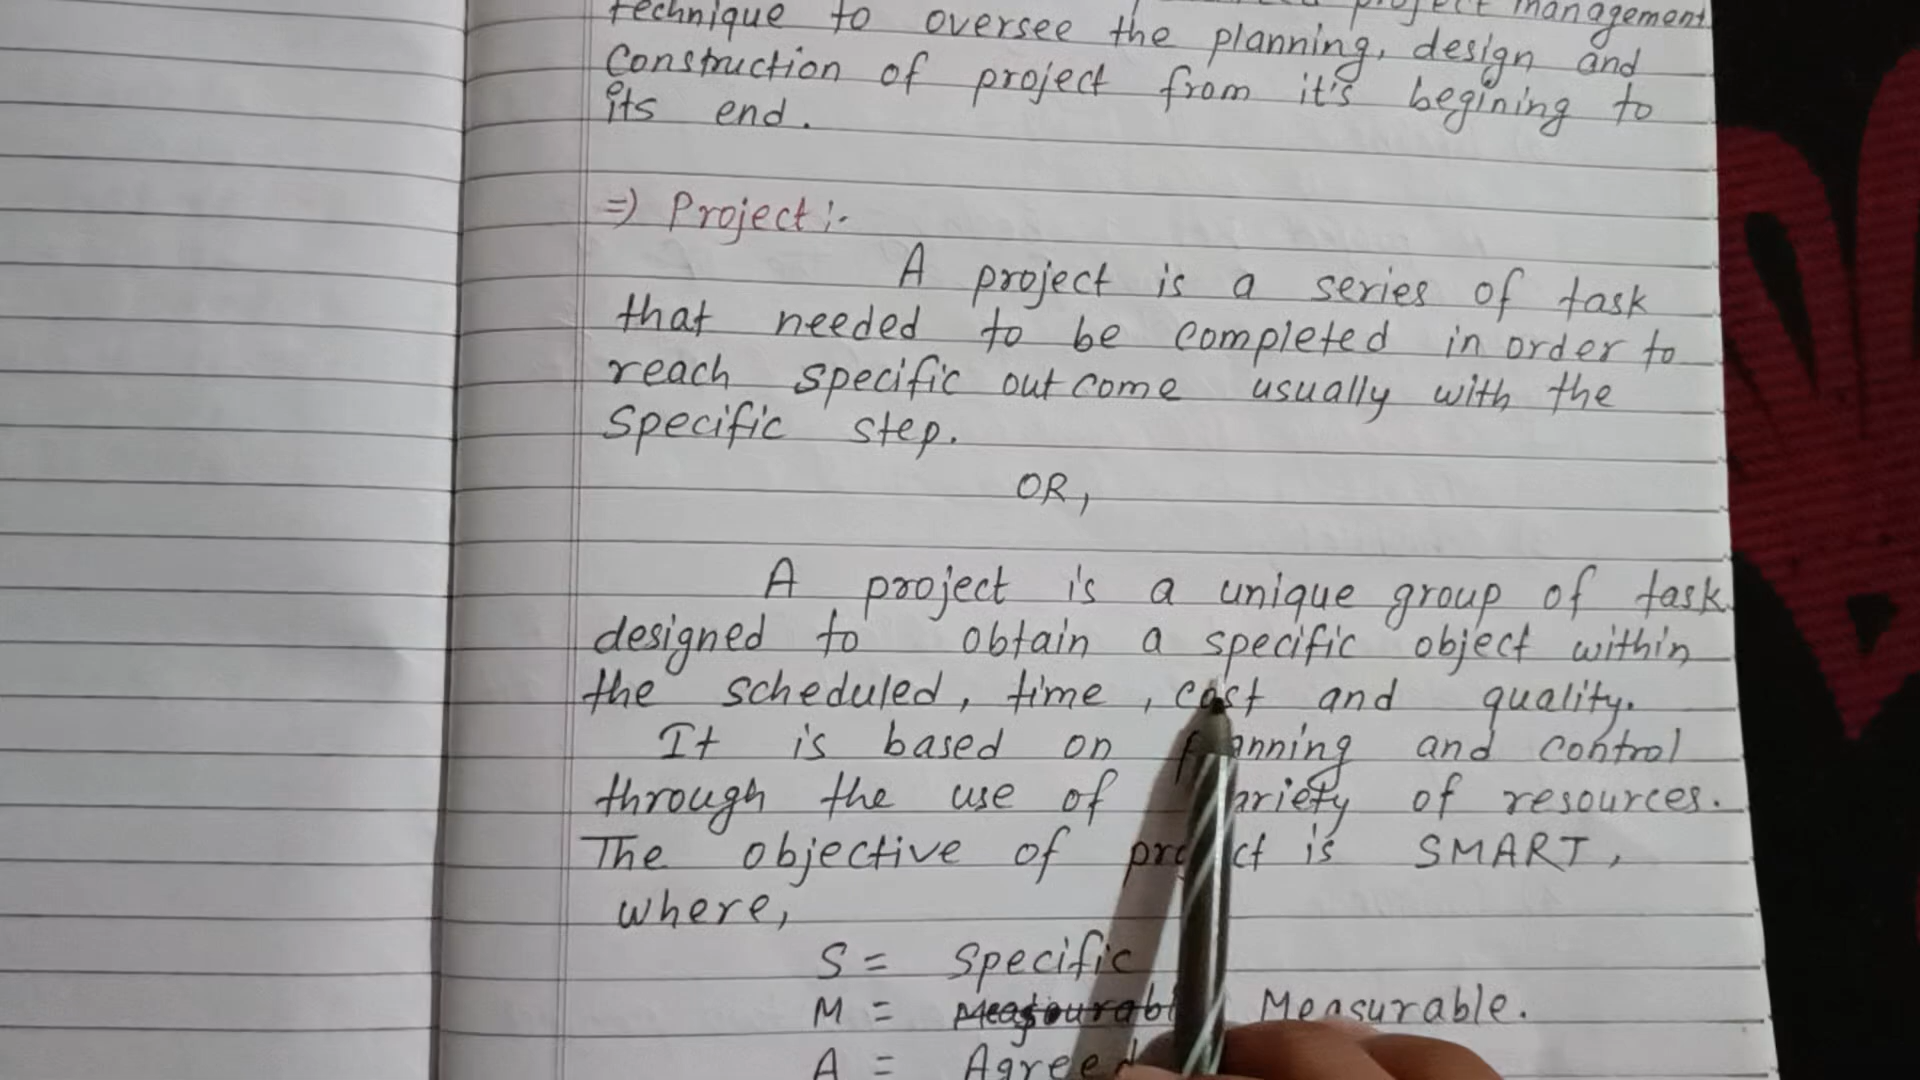 project management
technique to oversee the planning, design and
Construction of project from it's begining to
its end.
=) Project :-
A project is a series of task
that needed to be completed in order to
reach specific outcome usually with the
specific step.
OR,
A project is a unique group of task
designed to obtain a specific object within
the scheduled, time, cost and quality.
It is based on and control
through the use of of resources.
The objective of is SMART,
where,
S = Specific
M = Measurable.
A = Agreed